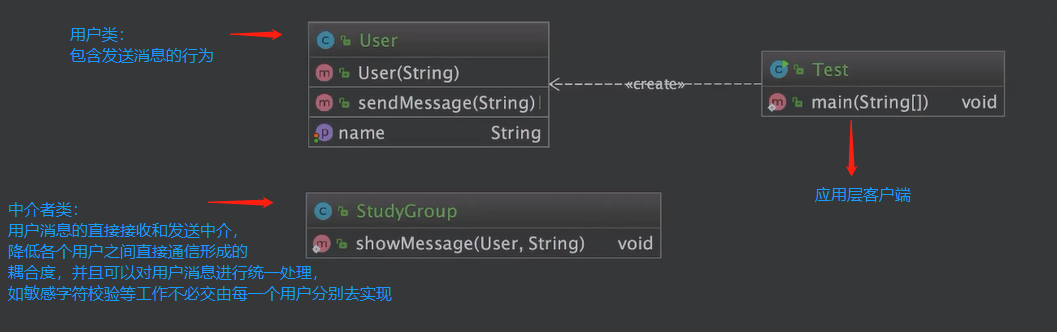 用户类：
包含发送消息的行为
User
User(String)
sendMessage(String)
name String
«create»
Test
main(String[]) void
应用层客户端
中介者类：
用户消息的直接接收和发送中介，
降低各个用户之间直接通信形成的
耦合度，并且可以对用户消息进行统一处理，
如敏感字符校验等工作不必交由每一个用户分别去实现
StudyGroup
showMessage(User, String) void